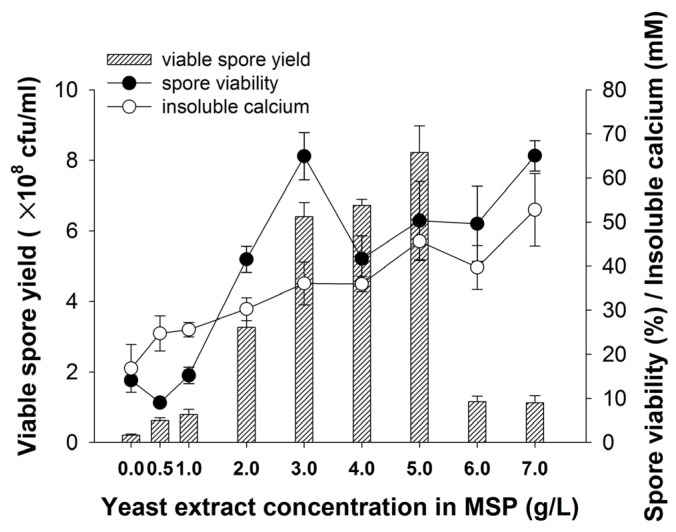 viable spore yield
spore viability
insoluble calcium
Viable spore yield ( ×10⁸ cfu/ml)
10
8
6
4
2
0
80
70
60
50
40
30
20
10
0
Spore viability (%) / Insoluble calcium (mM)
0.0 0.5 1.0 2.0 3.0 4.0 5.0 6.0 7.0
Yeast extract concentration in MSP (g/L)